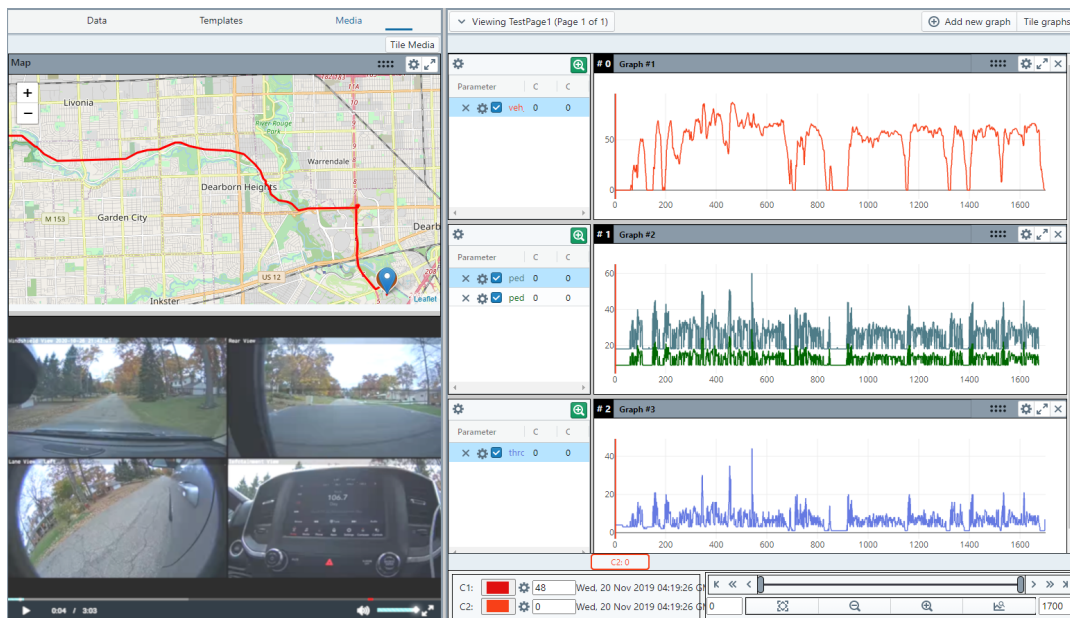 Data Templates Media
Tile Media
Map
+
−
Livonia
River Rouge Park
Warrendale
Dearborn Heights
M 153
Garden City
Dearb
US 12
Inkster
Leaflet
Rear View
106.7
0:04 / 3:03
Viewing TestPage1 (Page 1 of 1)
Add new graph
Tile graphs
Parameter C C
veh 0 0
# 0 Graph #1
50
0
0 200 400 600 800 1000 1200 1400 1600
Parameter C C
ped 0 0
ped 0 0
# 1 Graph #2
60
40
20
0 200 400 600 800 1000 1200 1400 1600
Parameter C C
thrc 0 0
# 2 Graph #3
40
20
0
0 200 400 600 800 1000 1200 1400 1600
C2: 0
C1: 48 Wed, 20 Nov 2019 04:19:26 GM
C2: 0 Wed, 20 Nov 2019 04:19:26 GM
0
1700